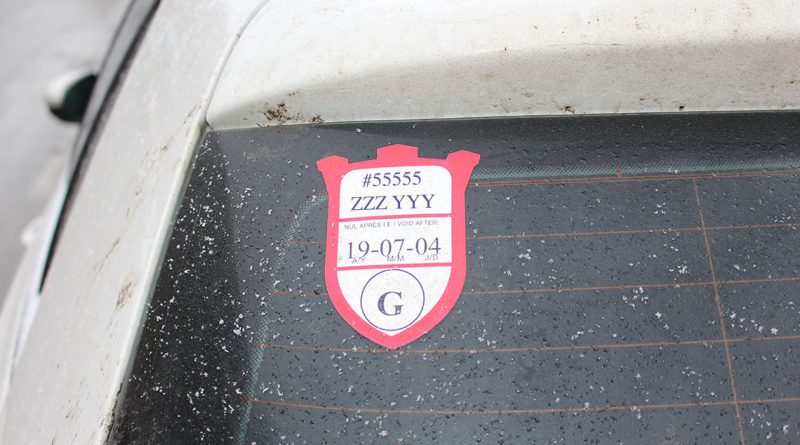 #55555
ZZZ YYY
NUL APRÈS LE / VOID AFTER:
19-07-04
A/Y M/M J/D
G